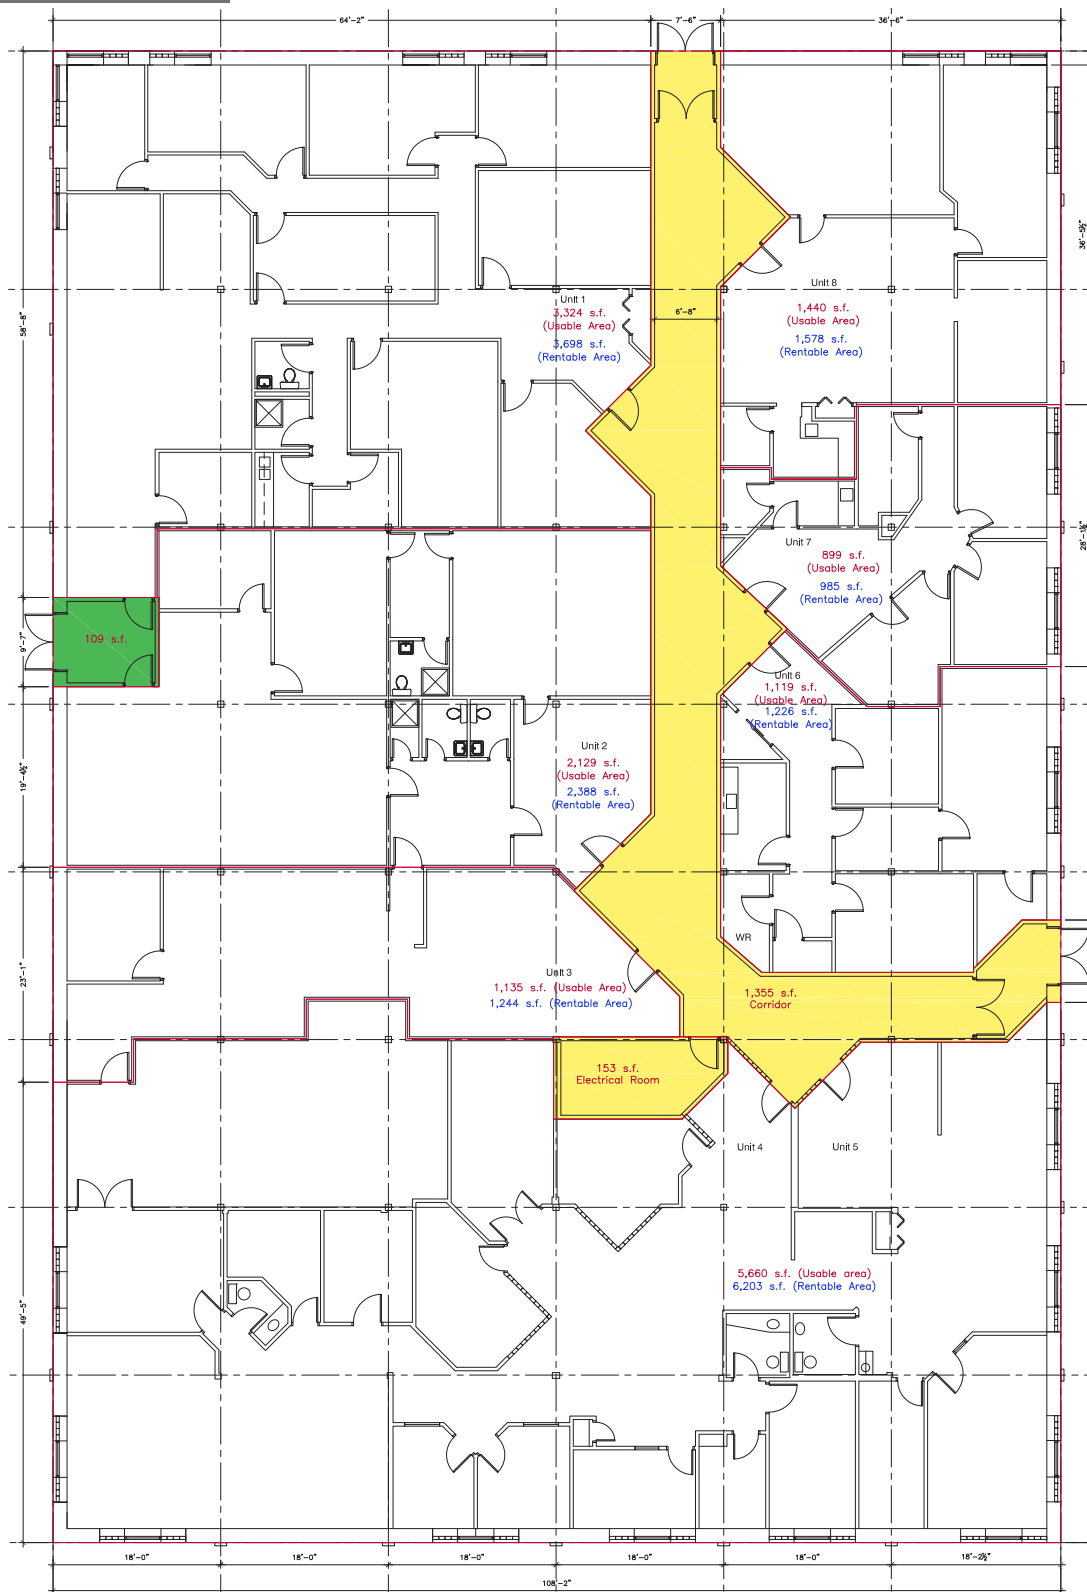 64'-2"
7'-6"
36'-6"
36'-5½"
58'-8"
Unit 1
3,324 s.f.
(Usable Area)
3,698 s.f.
(Rentable Area)
6'-8"
Unit 8
1,440 s.f.
(Usable Area)
1,578 s.f.
(Rentable Area)
28'-1½"
Unit 7
899 s.f.
(Usable Area)
985 s.f.
(Rentable Area)
9'-7"
109 s.f.
Unit 6
1,119 s.f.
(Usable Area)
1,226 s.f.
(Rentable Area)
19'-4½"
Unit 2
2,129 s.f.
(Usable Area)
2,388 s.f.
(Rentable Area)
WR
23'-1"
Unit 3
1,135 s.f. (Usable Area)
1,244 s.f. (Rentable Area)
1,355 s.f.
Corridor
153 s.f.
Electrical Room
Unit 4
Unit 5
5,660 s.f. (Usable area)
6,203 s.f. (Rentable Area)
49'-5"
18'-0"
18'-0"
18'-0"
18'-0"
18'-0"
18'-2½"
108'-2"